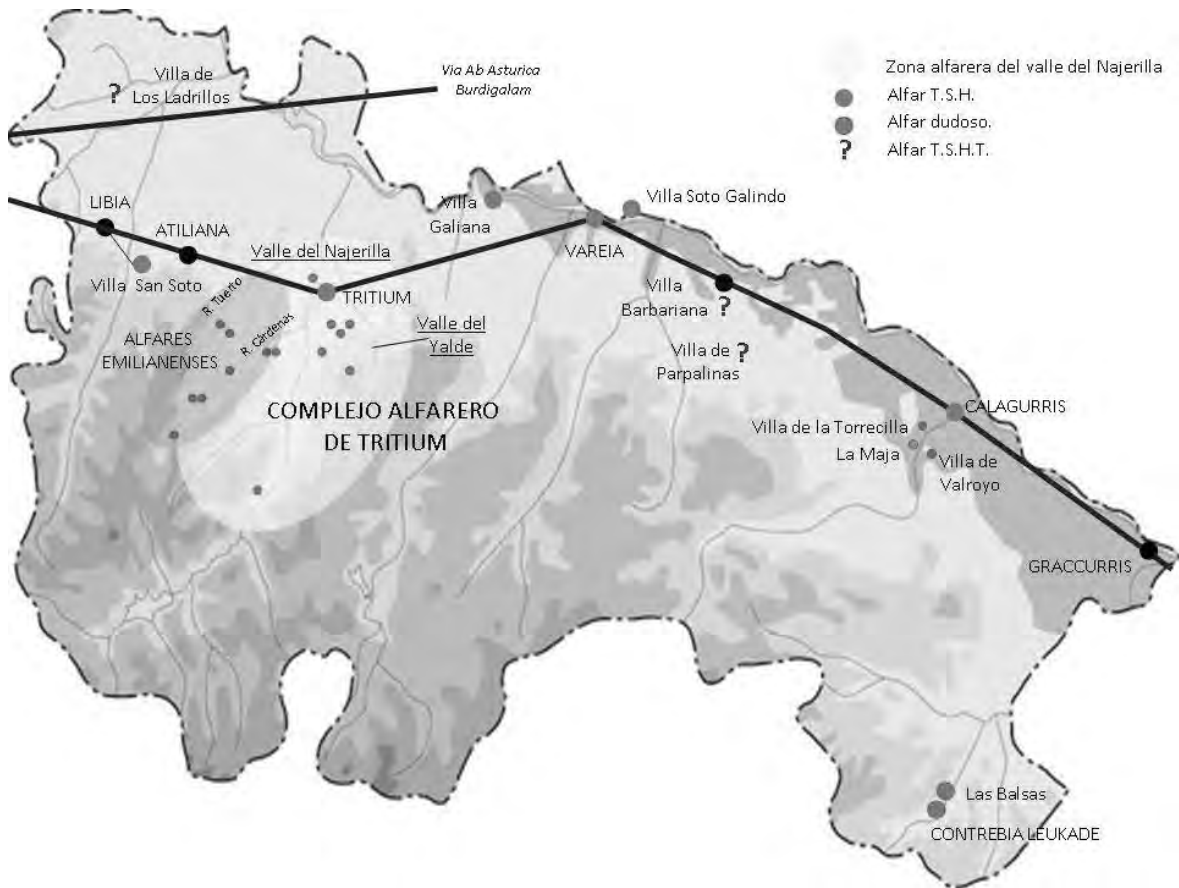 Via Ab Asturica
Burdigalam
Villa de
? Los Ladrillos
Zona alfarera del valle del Najerilla
Alfar T.S.H.
Alfar dudoso.
? Alfar T.S.H.T.
Villa
Galiana
Villa Soto Galindo
VAREIA
LIBIA
ATILIANA
Villa San Soto
Valle del Najerilla
TRITIUM
R. Tuerto
R. Cárdenas
ALFARES
EMILIANENSES
Valle del
Yalde
Villa
Barbariana ?
Villa de ?
Parpalinas
COMPLEJO ALFARERO
DE TRITIUM
CALAGURRIS
Villa de la Torrecilla
La Maja
Villa de
Valroyo
GRACCURRIS
Las Balsas
CONTREBIA LEUKADE